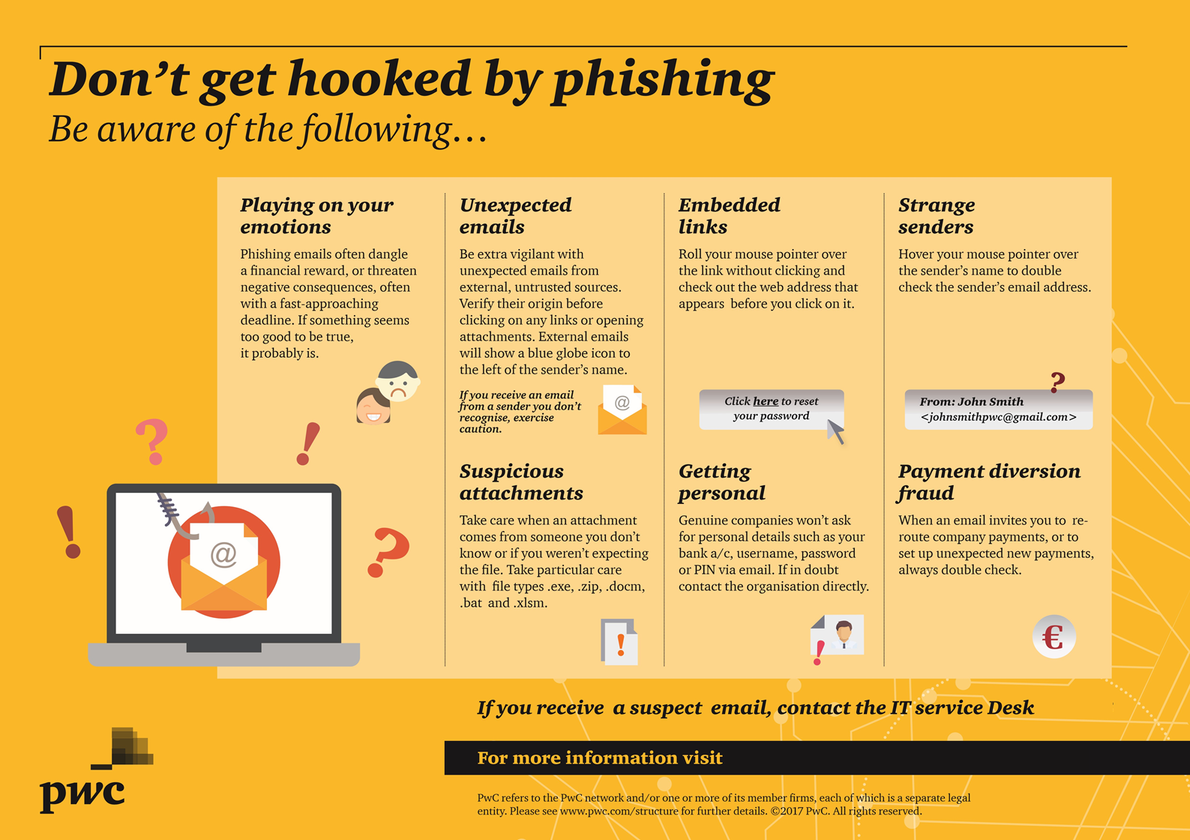 Don't get hooked by phishing
Be aware of the following…
Playing on your
emotions
Phishing emails often dangle
a financial reward, or threaten
negative consequences, often
with a fast-approaching
deadline. If something seems
too good to be true,
it probably is.
Unexpected
emails
Be extra vigilant with
unexpected emails from
external, untrusted sources.
Verify their origin before
clicking on any links or opening
attachments. External emails
will show a blue globe icon to
the left of the sender's name.
If you receive an email
from a sender you don't
recognise, exercise
caution.
@
Embedded
links
Roll your mouse pointer over
the link without clicking and
check out the web address that
appears before you click on it.
Click here to reset
your password
Strange
senders
Hover your mouse pointer over
the sender's name to double
check the sender's email address.
?
From: John Smith
<johnsmithpwc@gmail.com>
? !
! ?
@
Suspicious
attachments
Take care when an attachment
comes from someone you don't
know or if you weren't expecting
the file. Take particular care
with file types .exe, .zip, .docm,
.bat and .xlsm.
!
Getting
personal
Genuine companies won't ask
for personal details such as your
bank a/c, username, password
or PIN via email. If in doubt
contact the organisation directly.
!
Payment diversion
fraud
When an email invites you to re-
route company payments, or to
set up unexpected new payments,
always double check.
€
If you receive a suspect email, contact the IT service Desk
For more information visit
pwc
PwC refers to the PwC network and/or one or more of its member firms, each of which is a separate legal
entity. Please see www.pwc.com/structure for further details. ©2017 PwC. All rights reserved.